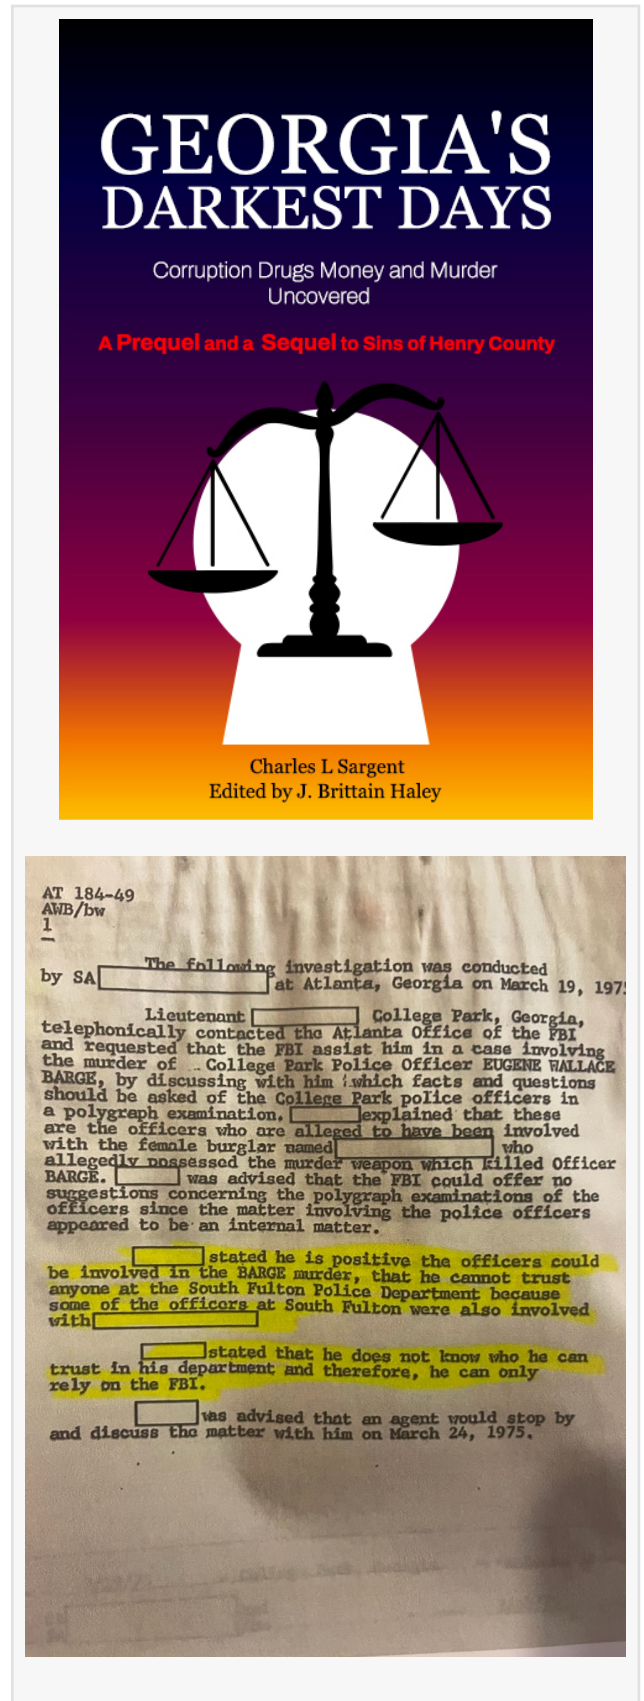 GEORGIA'S
DARKEST DAYS
Corruption Drugs Money and Murder
Uncovered
A Prequel and a Sequel to Sins of Henry County
Charles L Sargent
Edited by J. Brittain Haley
AT 184-49
AWB/bw
1
The following investigation was conducted
by SA at Atlanta, Georgia on March 19, 197
Lieutenant College Park, Georgia,
telephonically contacted the Atlanta Office of the FBI
and requested that the FBI assist him in a case involving
the murder of College Park Police Officer EUGENE WALLACE
BARGE, by discussing with him which facts and questions
should be asked of the College Park police officers in
a polygraph examination. explained that these
are the officers who are alleged to have been involved
with the female burglar named who
allegedly possessed the murder weapon which killed Officer
BARGE. was advised that the FBI could offer no
suggestions concerning the polygraph examinations of the
officers since the matter involving the police officers
appeared to be an internal matter.
stated he is positive the officers could
be involved in the BARGE murder, that he cannot trust
anyone at the South Fulton Police Department because
some of the officers at South Fulton were also involved
with
stated that he does not know who he can
trust in his department and therefore, he can only
rely on the FBI.
was advised that an agent would stop by
and discuss the matter with him on March 24, 1975.